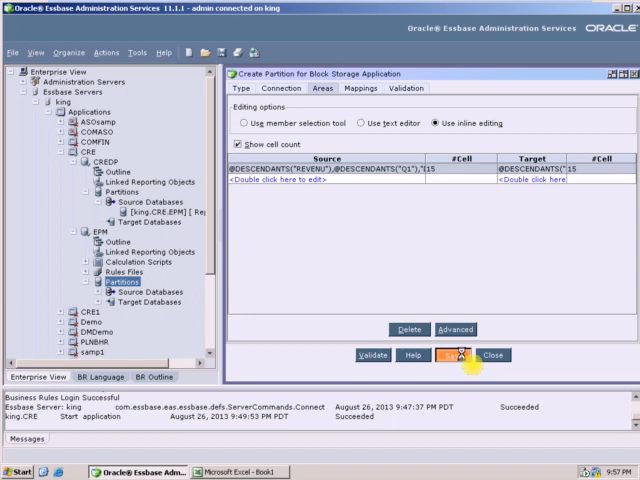 Oracle® Essbase Administration Services 11.1.1 - admin connected on king
Oracle® Essbase Administration Services ORACLE
File View Organize Actions Tools Help
Enterprise View
Administration Servers
Essbase Servers
king
Applications
ASOsamp
COMASO
COMFIN
CRE
CREDP
Outline
Linked Reporting Objects
Partitions
Source Databases
[king.CRE.EPM] [ Re
Target Databases
EPM
Outline
Linked Reporting Objects
Calculation Scripts
Rules Files
Partitions
Source Databases
Target Databases
CRE1
Demo
DMDemo
PLNBHR
samp1
Enterprise View BR Language BR Outline
Create Partition for Block Storage Application
Type Connection Areas Mappings Validation
Editing options
Use member selection tool Use text editor Use inline editing
Show cell count
Source #Cell Target #Cell
@DESCENDANTS("REVENU"),@DESCENDANTS("Q1"),"( 15 @DESCENDANTS(" 15
<Double click here to edit> <Double click here
Delete Advanced
Validate Help Close
Business Rules Login Successful
Essbase Server: king com.essbase.eas.essbase.defs.ServerCommands.Connect August 26, 2013 9:47:37 PM PDT Succeeded
king.CRE Start application August 26, 2013 9:49:53 PM PDT Succeeded
Messages
Start Oracle® Essbase Adm... Microsoft Excel - Book1 9:57 PM